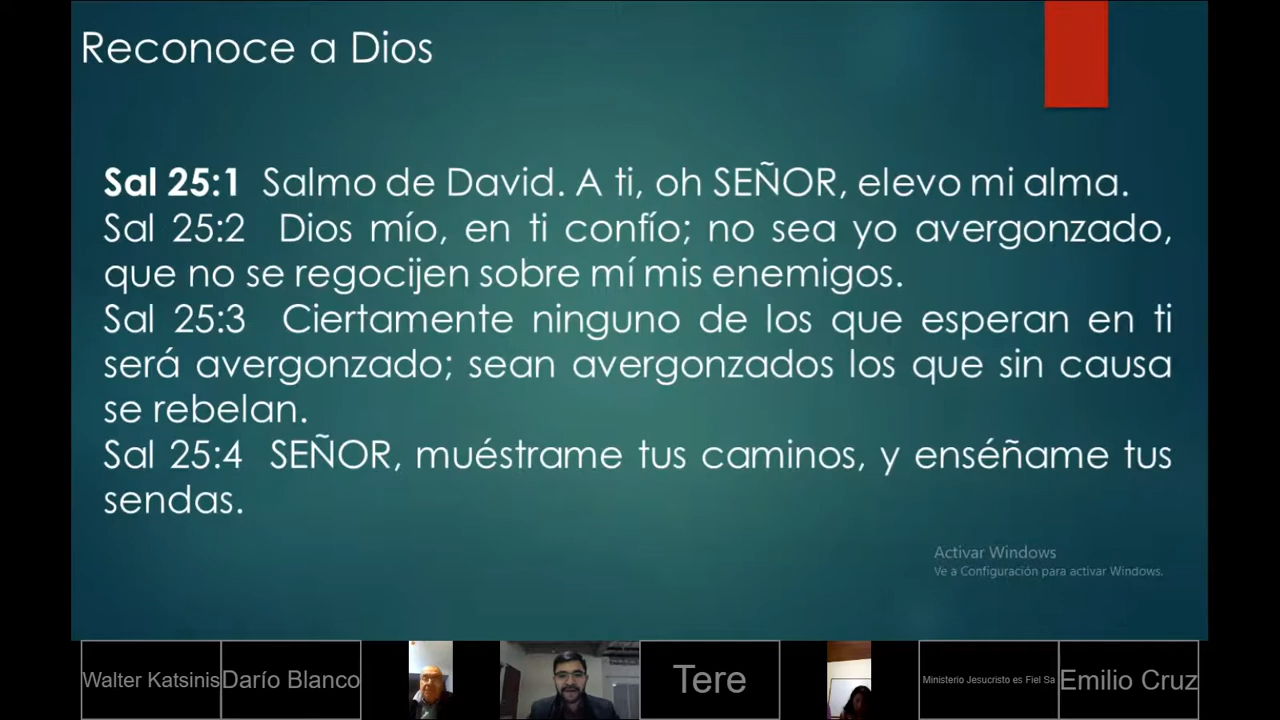 Reconoce a Dios
Sal 25:1 Salmo de David. A ti, oh SEÑOR, elevo mi alma.
Sal 25:2 Dios mío, en ti confío; no sea yo avergonzado,
que no se regocijen sobre mí mis enemigos.
Sal 25:3 Ciertamente ninguno de los que esperan en ti
será avergonzado; sean avergonzados los que sin causa
se rebelan.
Sal 25:4 SEÑOR, muéstrame tus caminos, y enséñame tus
sendas.
Activar Windows
Ve a Configuración para activar Windows.
Walter Katsinis
Darío Blanco
Tere
Ministerio Jesucristo es Fiel Sa
Emilio Cruz